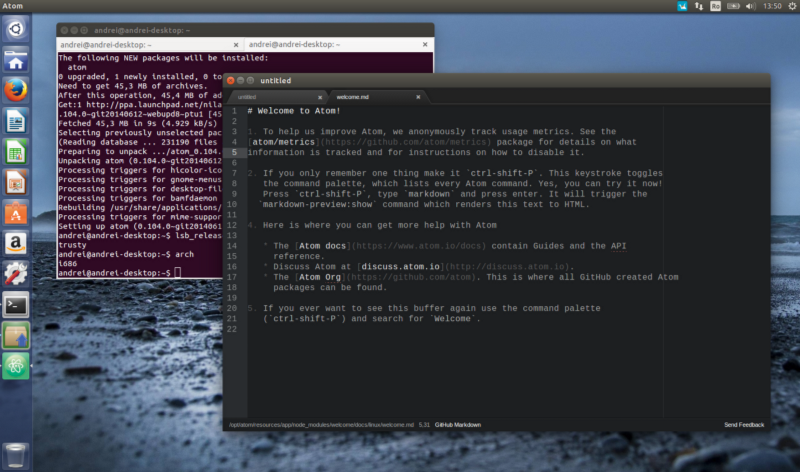 Atom
Ro
13:50
andrei@andrei-desktop: ~
andrei@andrei-desktop: ~ ×
andrei@andrei-desktop: ~ ×
The following NEW packages will be installed:
atom
0 upgraded, 1 newly installed, 0 to
Need to get 45,3 MB of archives.
After this operation, 45,4 MB of ad
Get:1 http://ppa.launchpad.net/nila
.104.0-git20140612-webupd8-ptu1 [45
Fetched 45,3 MB in 9s (4.929 kB/s)
Selecting previously unselected pac
(Reading database ... 231190 files
Preparing to unpack .../atom_0.104.
Unpacking atom (0.104.0-git20140612
Processing triggers for hicolor-ico
Processing triggers for gnome-menus
Processing triggers for desktop-fil
Processing triggers for bamfdaemon
Rebuilding /usr/share/applications/
Processing triggers for mime-suppor
Setting up atom (0.104.0-git2014061
andrei@andrei-desktop:~$ lsb_releas
trusty
andrei@andrei-desktop:~$ arch
i686
andrei@andrei-desktop:~$
untitled
untitled ×
welcome.md ×
1 # Welcome to Atom!
2
3 1. To help us improve Atom, we anonymously track usage metrics. See the
4 [atom/metrics](https://github.com/atom/metrics) package for details on what
5 information is tracked and for instructions on how to disable it.
6
7 2. If you only remember one thing make it `ctrl-shift-P`. This keystroke toggles
8 the command palette, which lists every Atom command. Yes, you can try it now!
9 Press `ctrl-shift-P`, type `markdown` and press enter. It will trigger the
10 `markdown-preview:show` command which renders this text to HTML.
11
12 4. Here is where you can get more help with Atom
13
14 * The [Atom docs](https://www.atom.io/docs) contain Guides and the API
15 reference.
16 * Discuss Atom at [discuss.atom.io](http://discuss.atom.io).
17 * The [Atom Org](https://github.com/atom). This is where all GitHub created Atom
18 packages can be found.
19
20 5. If you ever want to see this buffer again use the command palette
21 (`ctrl-shift-P`) and search for `Welcome`.
22
/opt/atom/resources/app/node_modules/welcome/docs/linux/welcome.md 5,31 GitHub Markdown
Send Feedback